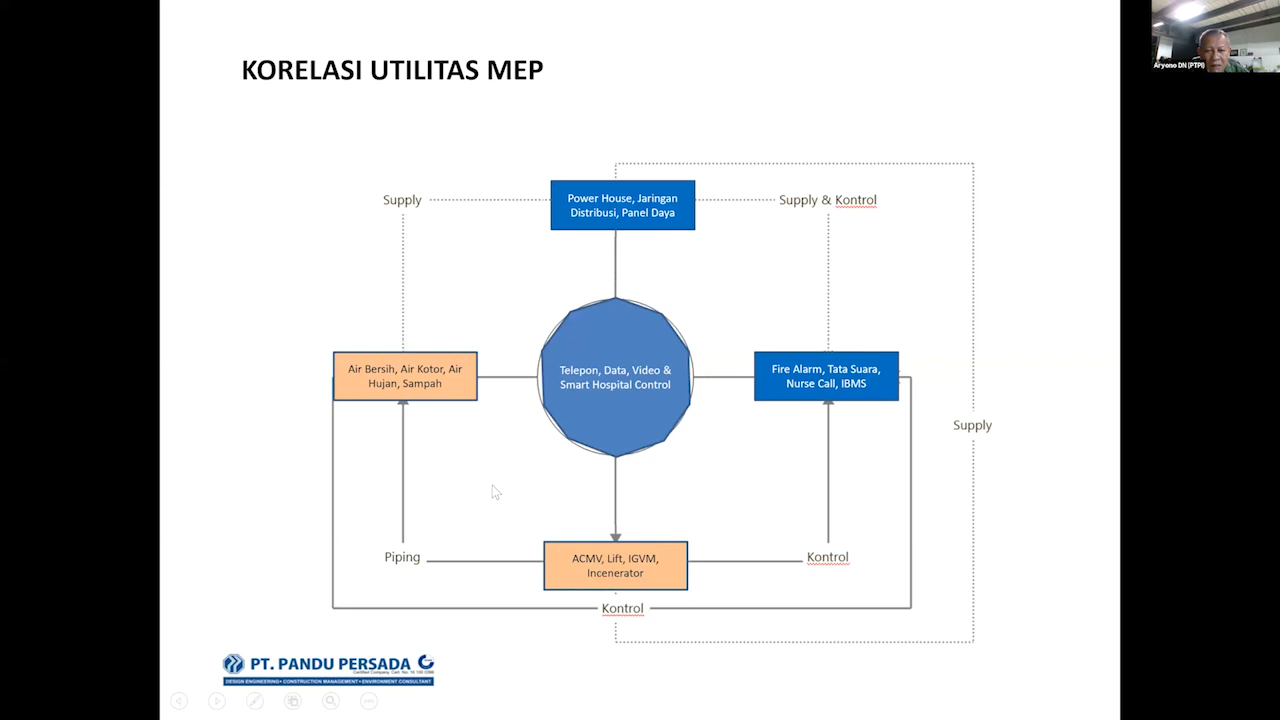 KORELASI UTILITAS MEP
Aryono DN (PTPI)
Supply
Power House, Jaringan
Distribusi, Panel Daya
Supply & Kontrol
Air Bersih, Air Kotor, Air
Hujan, Sampah
Telepon, Data, Video &
Smart Hospital Control
Fire Alarm, Tata Suara,
Nurse Call, IBMS
Supply
Piping
ACMV, Lift, IGVM,
Incenerator
Kontrol
Kontrol
PT. PANDU PERSADA
DESIGN ENGINEERING • CONSTRUCTION MANAGEMENT • ENVIRONMENT CONSULTANT